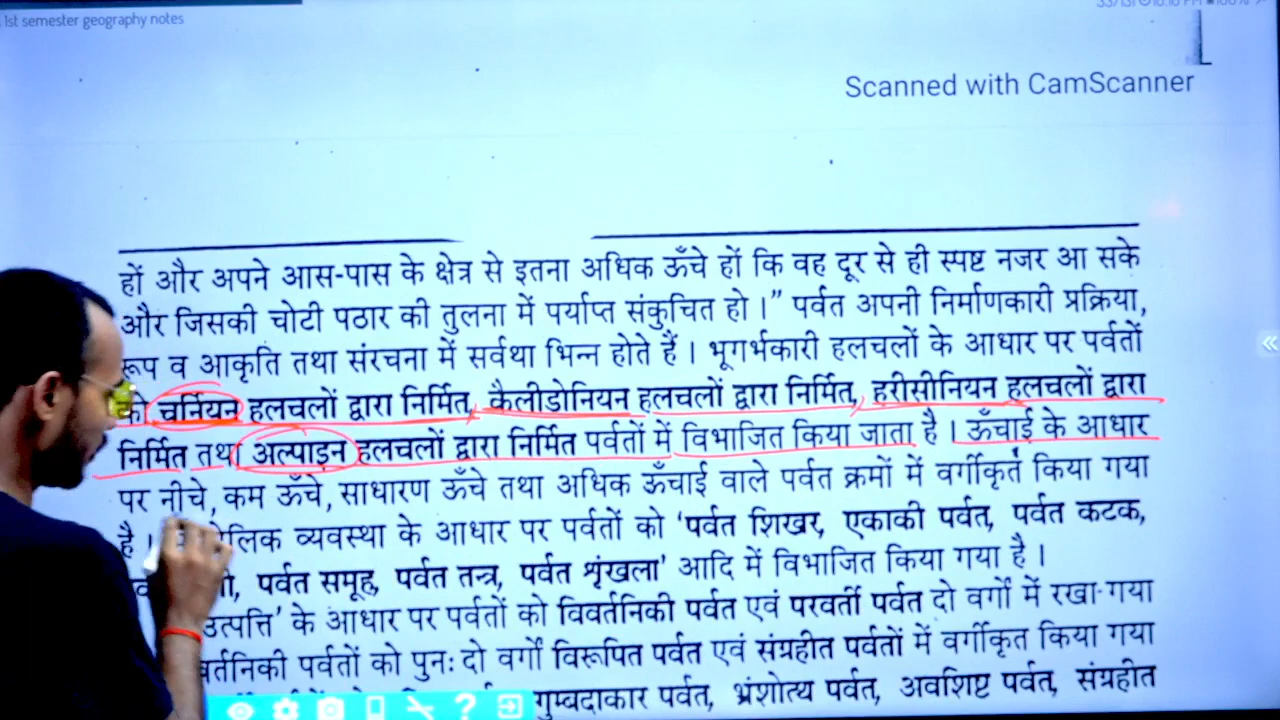 1st semester geography notes
Scanned with CamScanner
हों और अपने आस-पास के क्षेत्र से इतना अधिक ऊँचे हों कि वह दूर से ही स्पष्ट नजर आ सके
और जिसकी चोटी पठार की तुलना में पर्याप्त संकुचित हो ।” पर्वत अपनी निर्माणकारी प्रक्रिया,
रूप व आकृति तथा संरचना में सर्वथा भिन्न होते हैं । भूगर्भकारी हलचलों के आधार पर पर्वतों
को चर्नियन हलचलों द्वारा निर्मित, कैलीडोनियन हलचलों द्वारा निर्मित, हरीसीनियन हलचलों द्वारा
निर्मित तथा अल्पाइन हलचलों द्वारा निर्मित पर्वतों में विभाजित किया जाता है । ऊँचाई के आधार
पर नीचे, कम ऊँचे, साधारण ऊँचे तथा अधिक ऊँचाई वाले पर्वत क्रमों में वर्गीकृत किया गया
है । व्यवस्था के आधार पर पर्वतों को ‘पर्वत शिखर, एकाकी पर्वत, पर्वत कटक,
पर्वत समूह, पर्वत तन्त्र, पर्वत शृंखला’ आदि में विभाजित किया गया है ।
उत्पत्ति’ के आधार पर पर्वतों को विवर्तनिकी पर्वत एवं परवर्ती पर्वत दो वर्गों में रखा गया
पर्वतों को पुनः दो वर्गों विरूपित पर्वत एवं संग्रहीत पर्वतों में वर्गीकृत किया गया
गुम्बदाकार पर्वत, भ्रंशोत्थ पर्वत, अवशिष्ट पर्वत, संग्रहीत